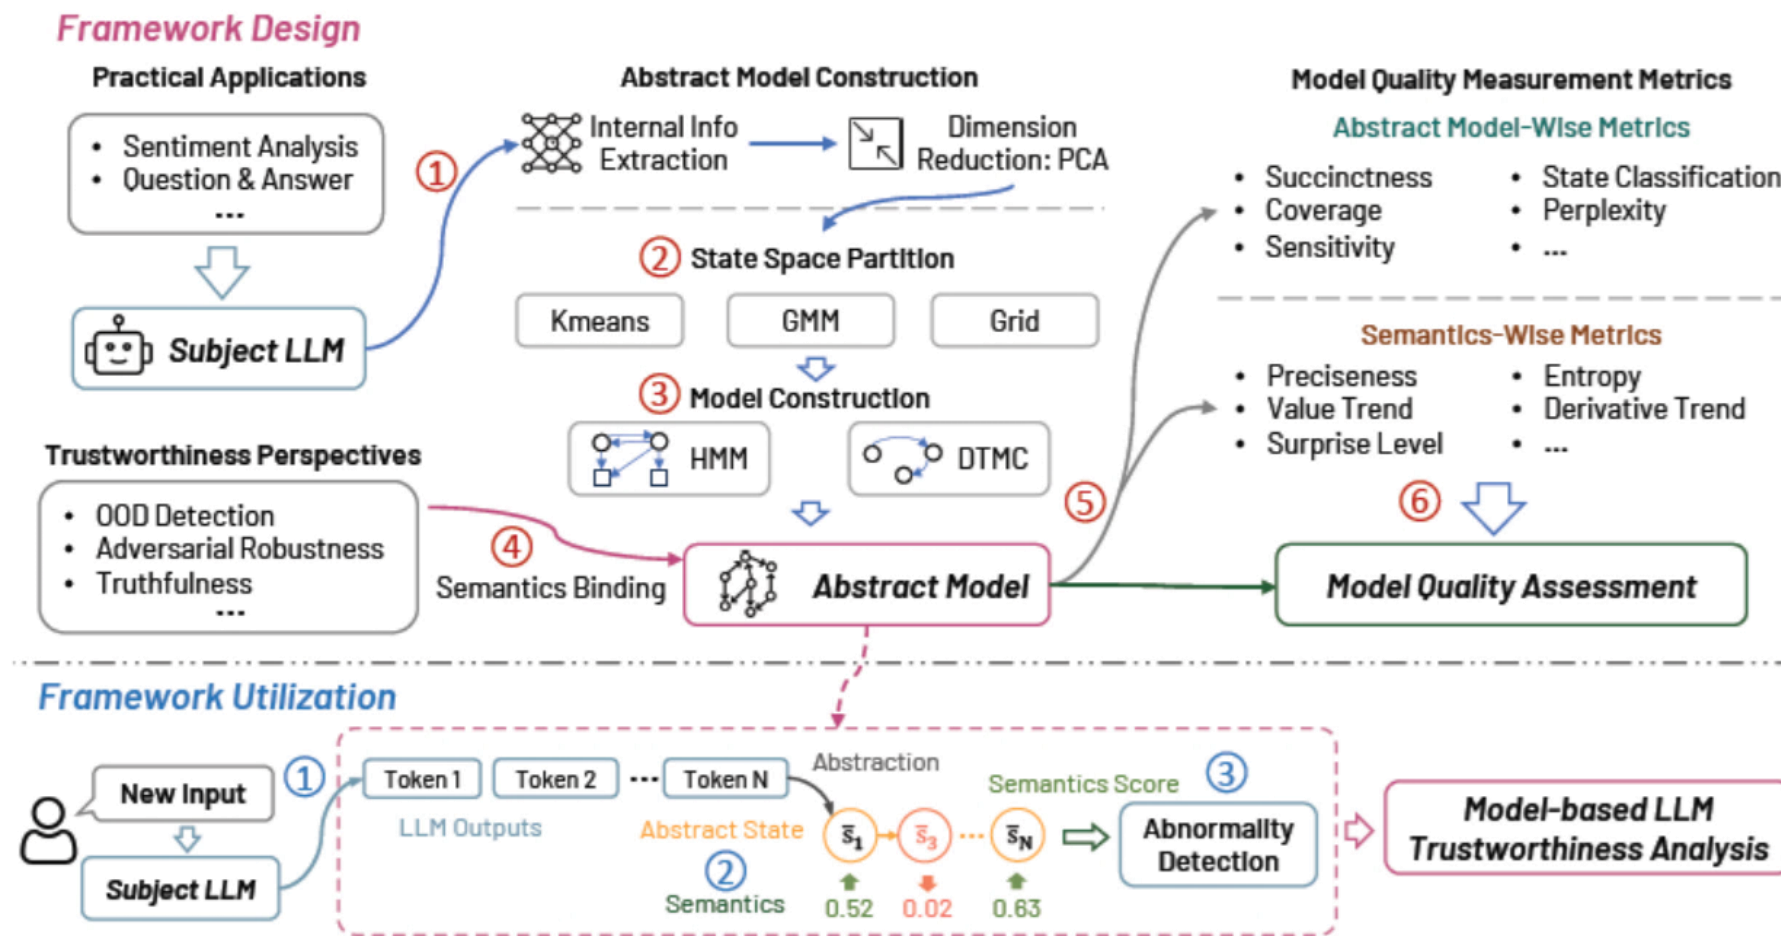 Framework Design
Practical Applications
• Sentiment Analysis
• Question & Answer
...
Subject LLM
①
Abstract Model Construction
Internal Info
Extraction
Dimension
Reduction: PCA
② State Space Partition
Kmeans
GMM
Grid
③ Model Construction
HMM
DTMC
Trustworthiness Perspectives
• OOD Detection
• Adversarial Robustness
• Truthfulness
...
④
Semantics Binding
Abstract Model
⑤
Model Quality Measurement Metrics
Abstract Model-Wise Metrics
• Succinctness
• Coverage
• Sensitivity
• State Classification
• Perplexity
• ...
Semantics-Wise Metrics
• Preciseness
• Value Trend
• Surprise Level
• Entropy
• Derivative Trend
• ...
⑥
Model Quality Assessment
Framework Utilization
New Input
Subject LLM
①
Token 1
Token 2
...
Token N
LLM Outputs
Abstraction
Abstract State
s̅₁
s̅₃
...
s̅N
②
Semantics
0.52
0.02
0.63
Semantics Score
③
Abnormality
Detection
Model-based LLM
Trustworthiness Analysis